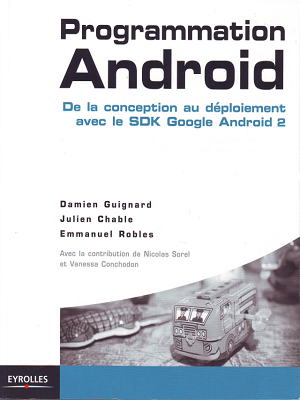 Programmation
Android
De la conception au déploiement
avec le SDK Google Android 2
Damien Guignard
Julien Chable
Emmanuel Robles
Avec la contribution de Nicolas Sorel
et Vanessa Conchodon
EYROLLES